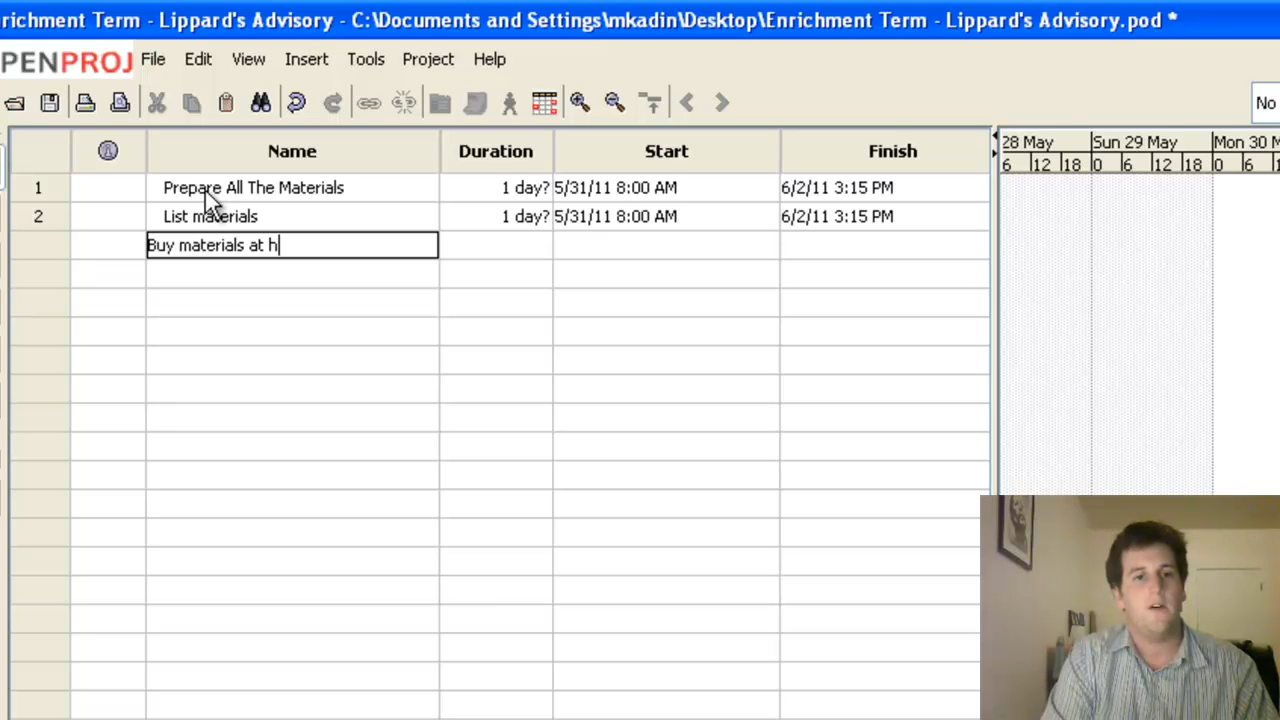 nrichment Term - Lippard's Advisory - C:\Documents and Settings\mkadin\Desktop\Enrichment Term - Lippard's Advisory.pod *
PENPROJ File Edit View Insert Tools Project Help
No
Name Duration Start Finish
28 May Sun 29 May Mon 30 M
6 12 18 0 6 12 18 0 6 1
1 Prepare All The Materials 1 day? 5/31/11 8:00 AM 6/2/11 3:15 PM
2 List materials 1 day? 5/31/11 8:00 AM 6/2/11 3:15 PM
Buy materials at h